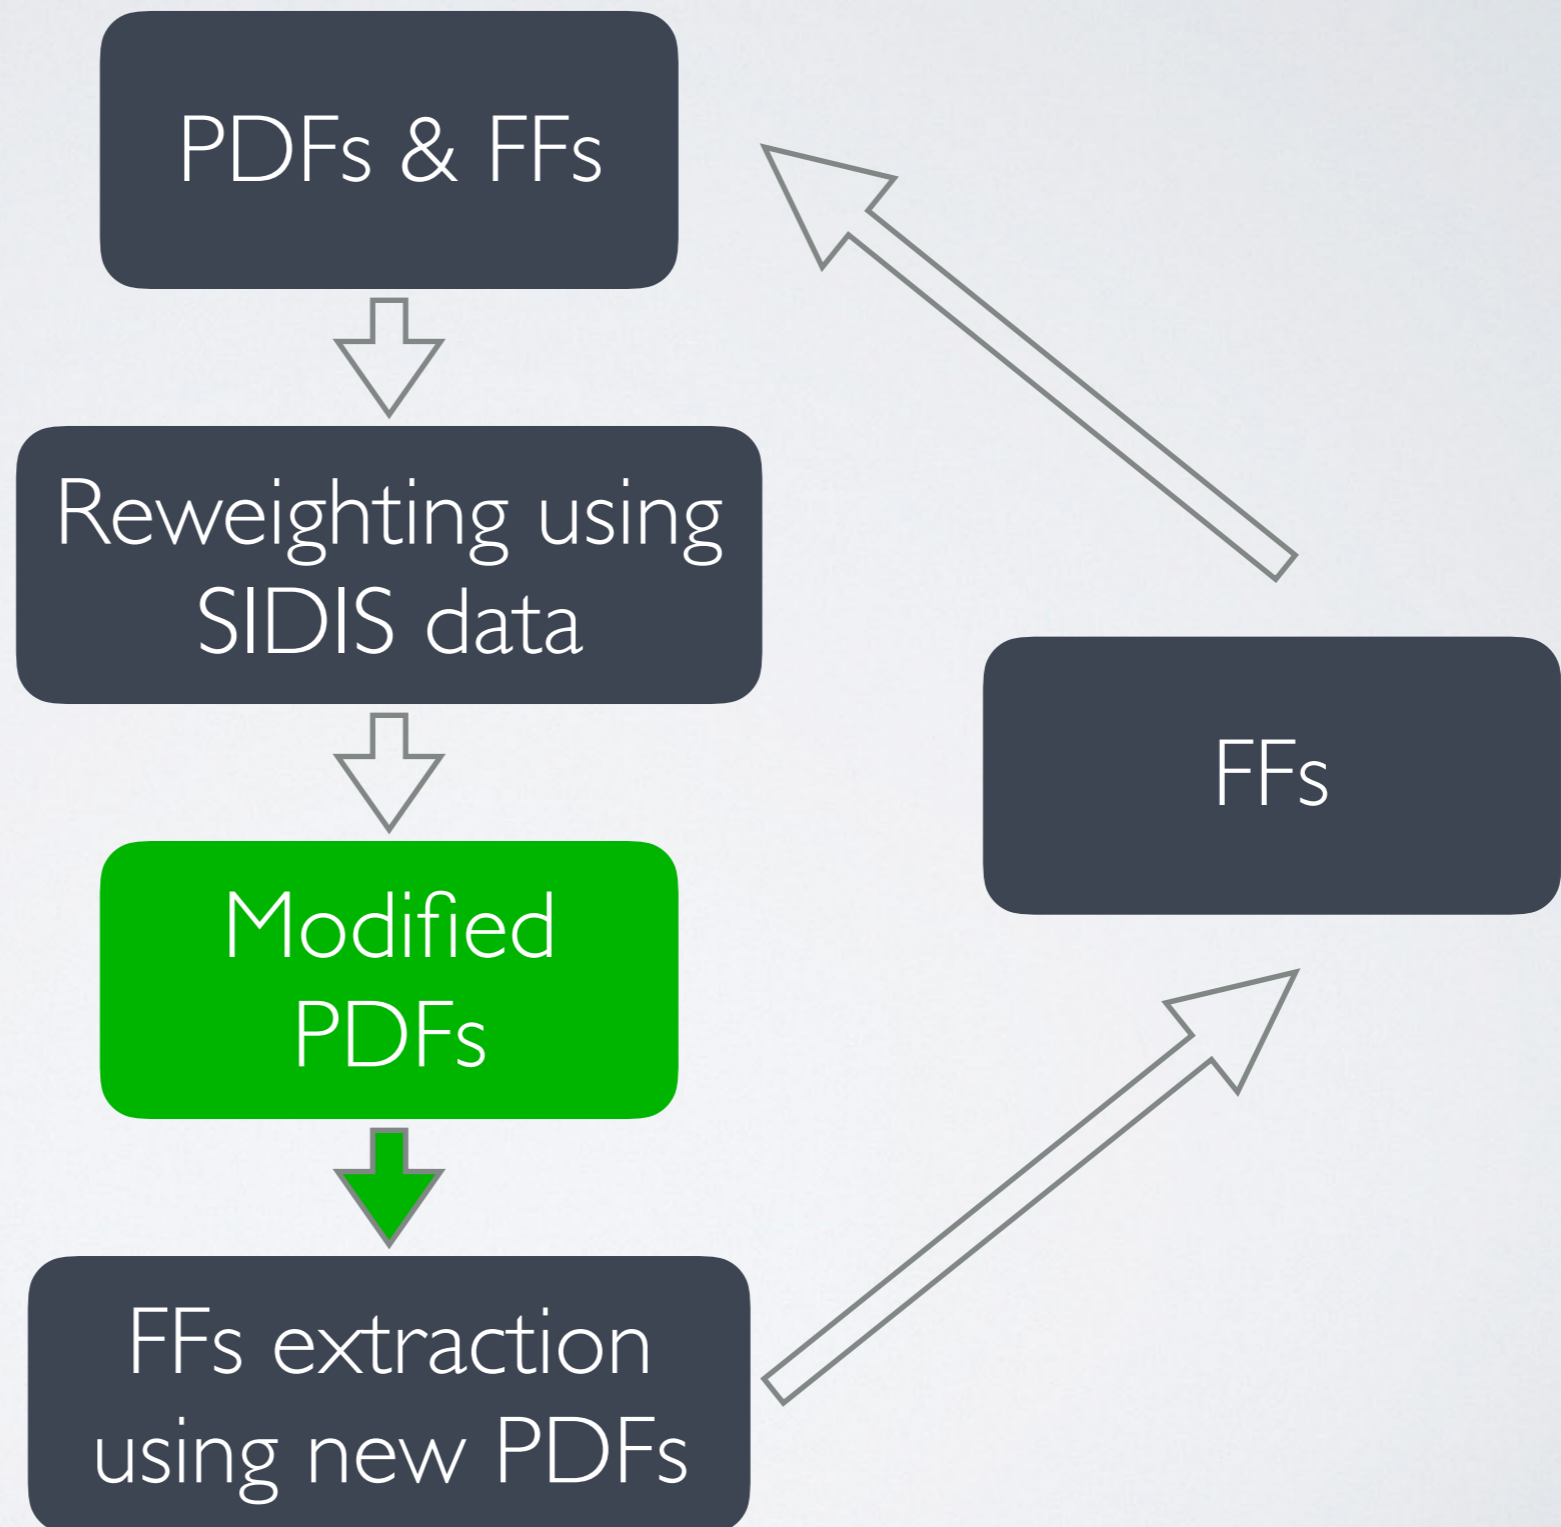 PDFs & FFs
Reweighting using
SIDIS data
FFs
Modified
PDFs
FFs extraction
using new PDFs